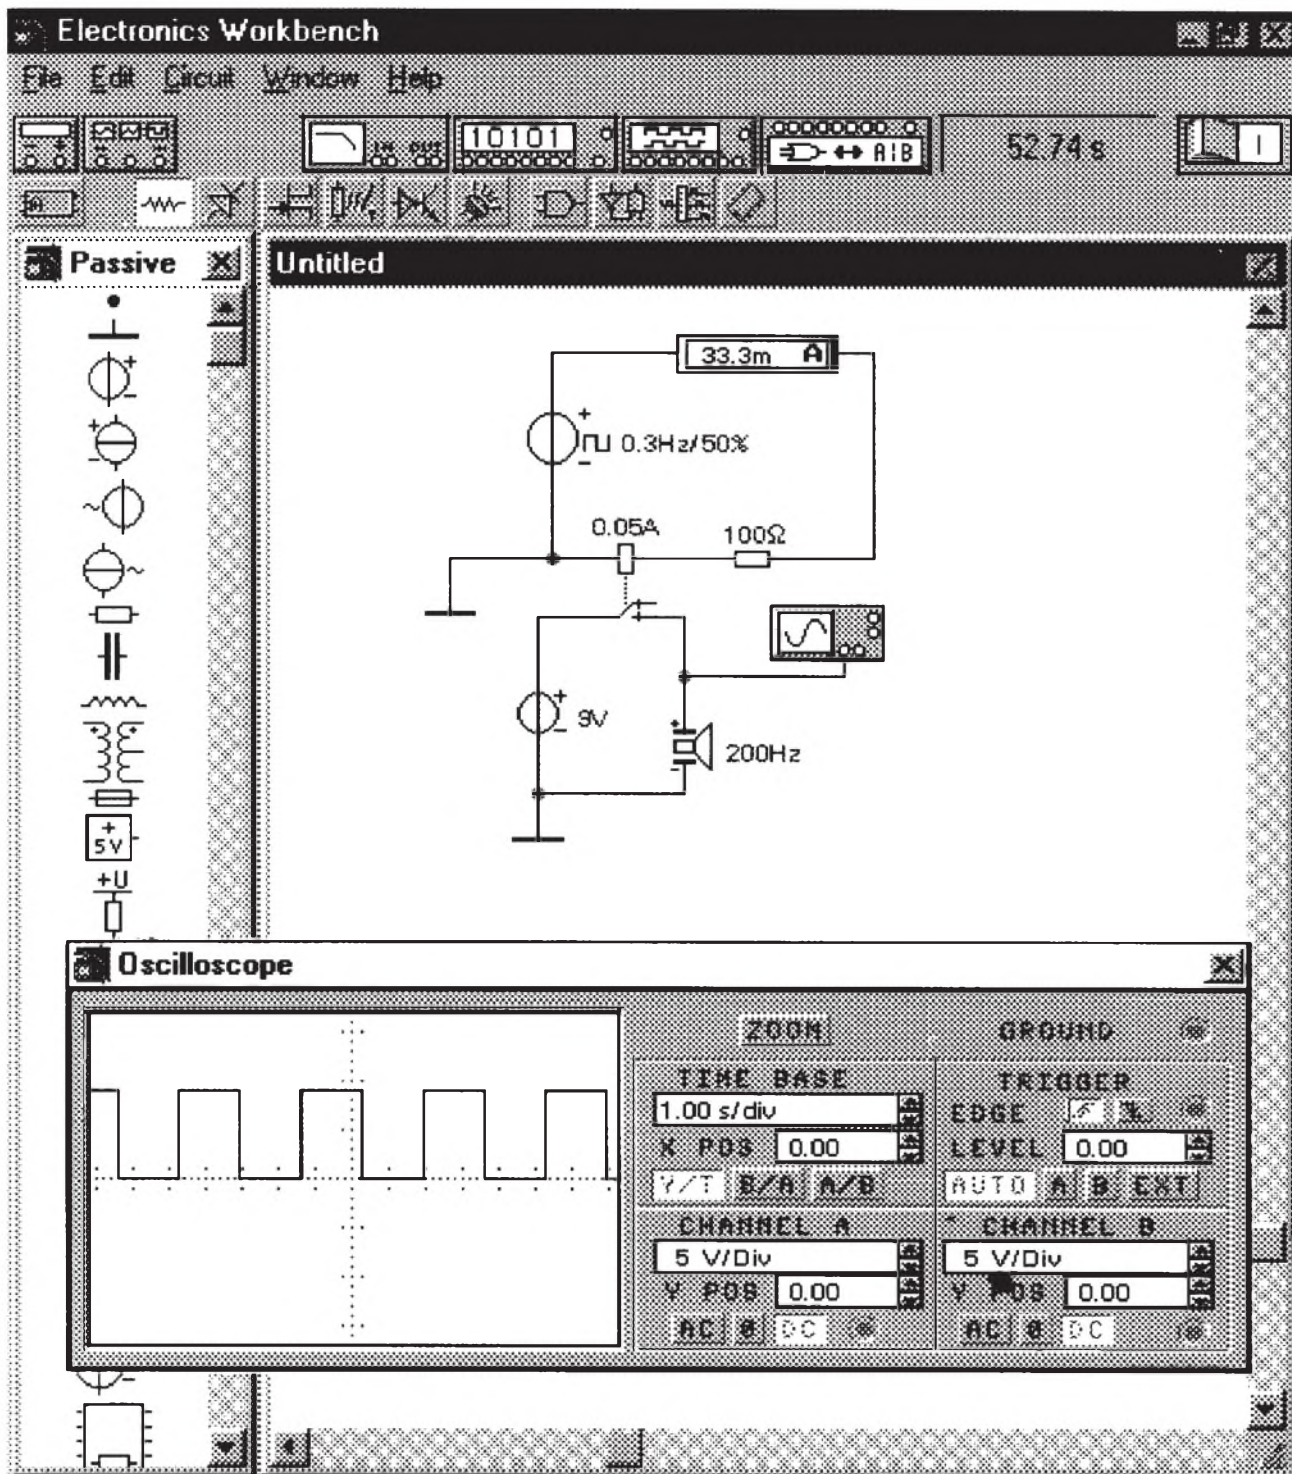 Electronics Workbench
File Edit Circuit Window Help
10101
IN OUT
A|B
52.74 s
Passive
Untitled
33.3m A
0.3Hz/50%
0.05A
100Ω
9V
200Hz
5V
+U
Oscilloscope
ZOOM GROUND
TIME BASE TRIGGER
1.00 s/div EDGE
X POS 0.00 LEVEL 0.00
Y/T B/A A/B AUTO A B EXT
CHANNEL A CHANNEL B
5 V/Div 5 V/Div
Y POS 0.00 Y POS 0.00
AC 0 DC AC 0 DC